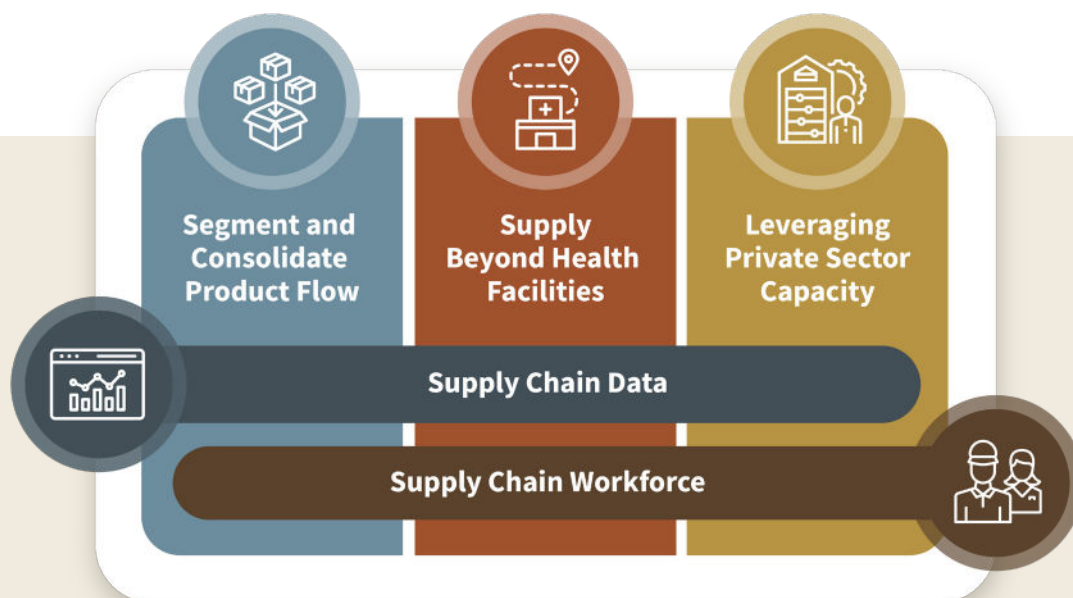 Segment and
Consolidate
Product Flow
Supply
Beyond Health
Facilities
Leveraging
Private Sector
Capacity
Supply Chain Data
Supply Chain Workforce